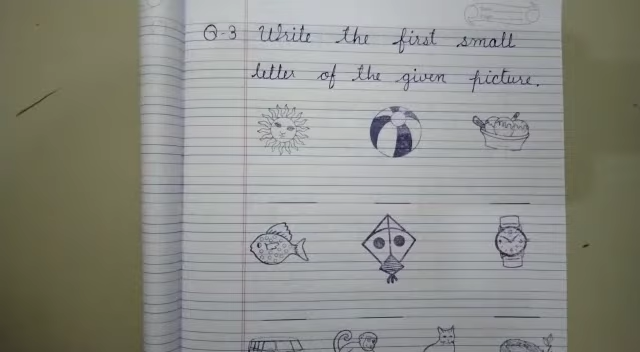 Q-3 Write the first small
letter of the given picture.